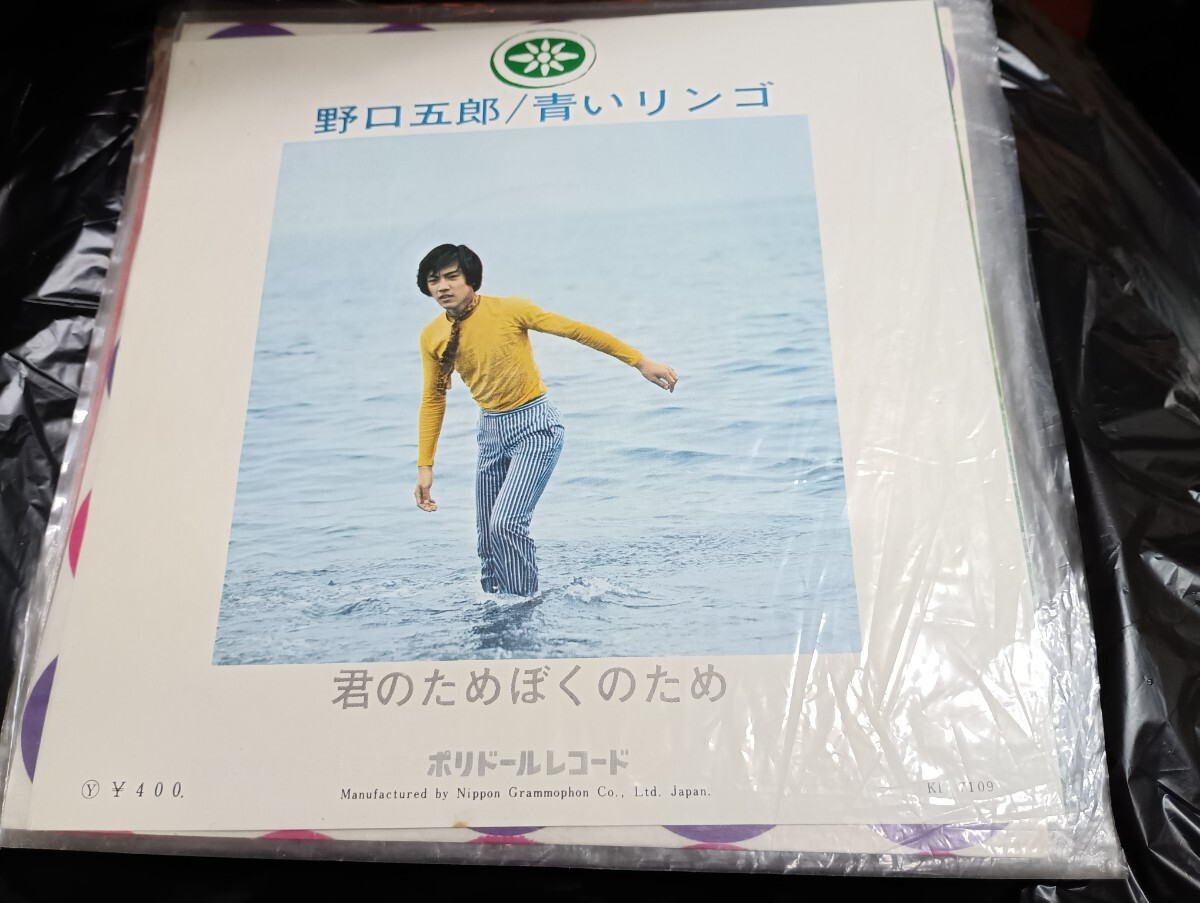 野口五郎/青いリンゴ
君のためぼくのため
ポリドールレコード
Ⓨ ¥400.
Manufactured by Nippon Grammophon Co., Ltd. Japan.
7109